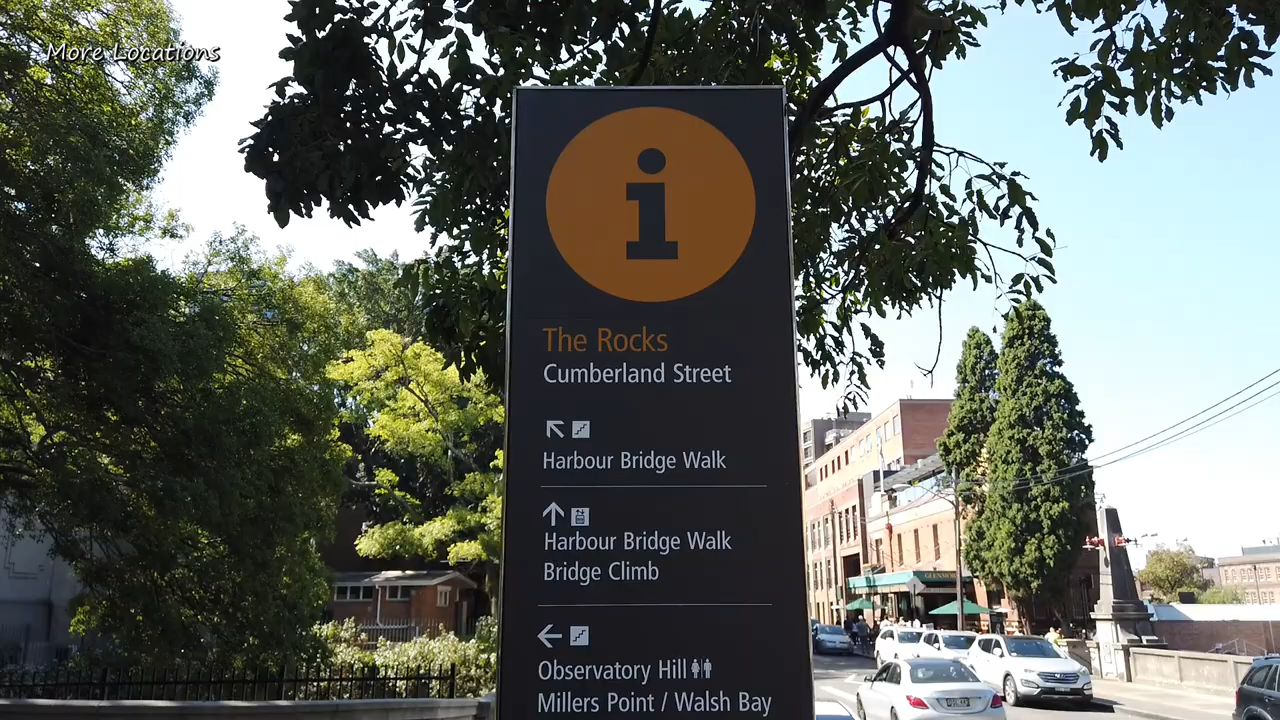 More Locations
i
The Rocks
Cumberland Street
Harbour Bridge Walk
Harbour Bridge Walk
Bridge Climb
Observatory Hill
Millers Point / Walsh Bay